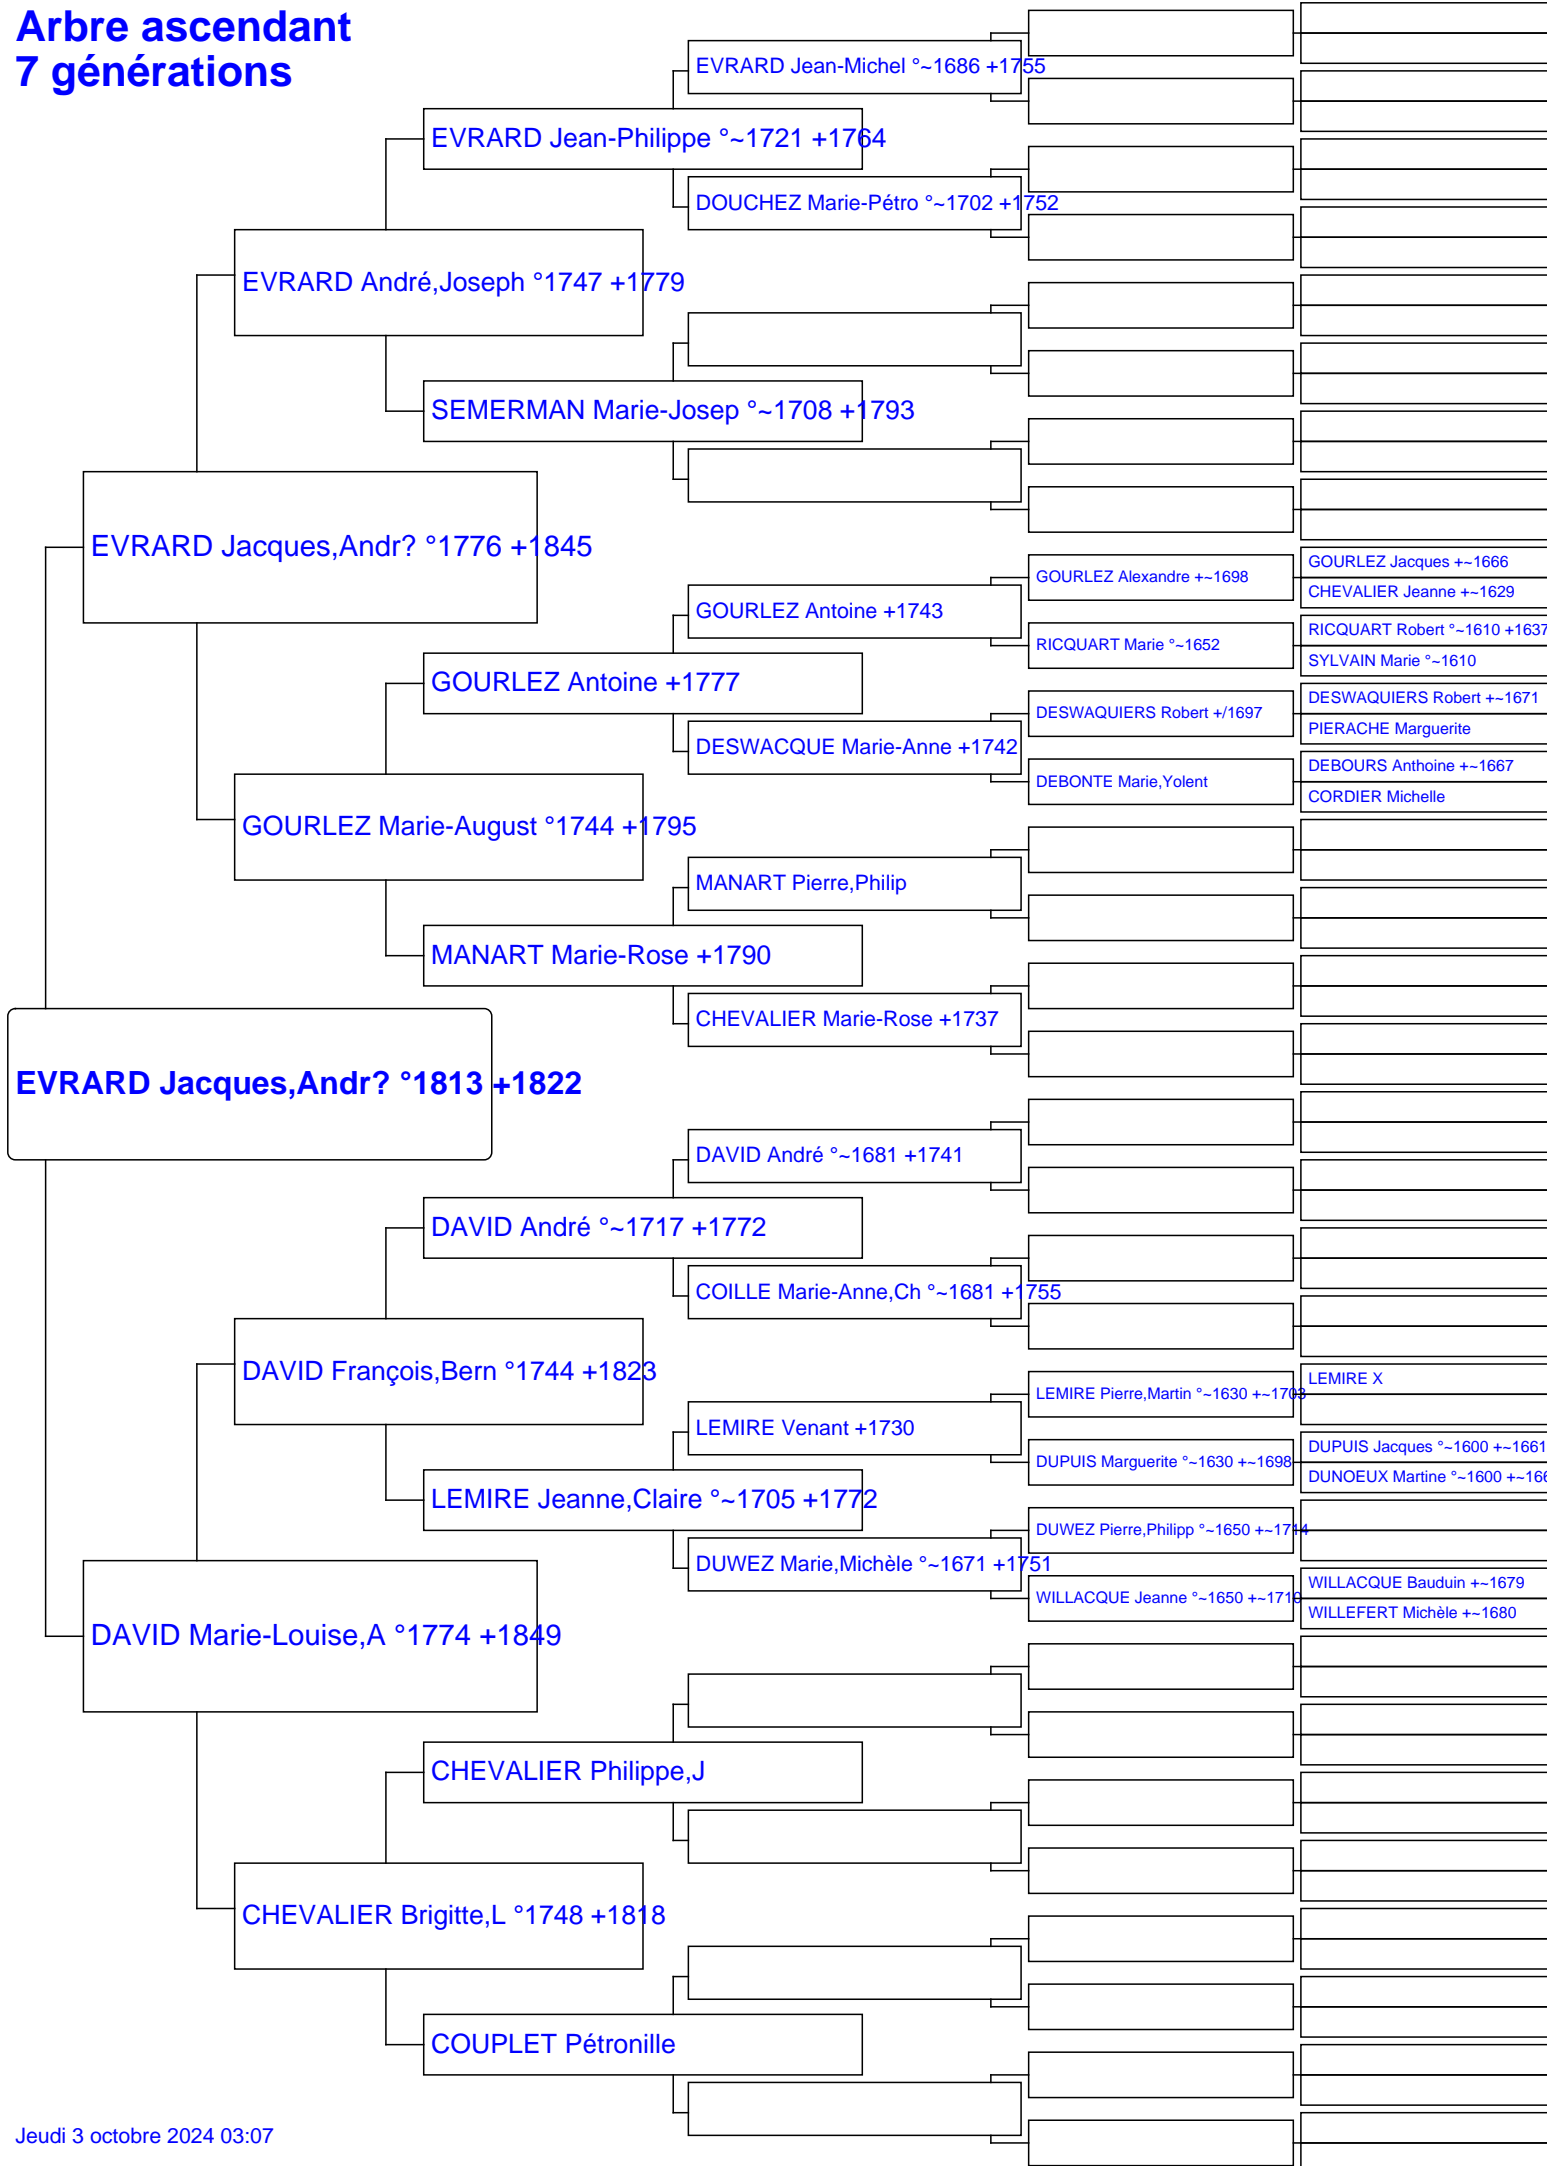 Arbre ascendant
7 générations
EVRARD Jean-Michel °~1686 +1755
EVRARD Jean-Philippe °~1721 +1764
DOUCHEZ Marie-Pétro °~1702 +1752
EVRARD André,Joseph °1747 +1779
SEMERMAN Marie-Josep °~1708 +1793
EVRARD Jacques,Andr? °1776 +1845
GOURLEZ Jacques +~1666
GOURLEZ Alexandre +~1698
CHEVALIER Jeanne +~1629
GOURLEZ Antoine +1743
RICQUART Robert °~1610 +1637
RICQUART Marie °~1652
SYLVAIN Marie °~1610
GOURLEZ Antoine +1777
DESWAQUIERS Robert +~1671
DESWAQUIERS Robert +/1697
PIERACHE Marguerite
DESWACQUE Marie-Anne +1742
DEBOURS Anthoine +~1667
DEBONTE Marie,Yolent
CORDIER Michelle
GOURLEZ Marie-August °1744 +1795
MANART Pierre,Philip
MANART Marie-Rose +1790
CHEVALIER Marie-Rose +1737
EVRARD Jacques,Andr? °1813 +1822
DAVID André °~1681 +1741
DAVID André °~1717 +1772
COILLE Marie-Anne,Ch °~1681 +1755
DAVID François,Bern °1744 +1823
LEMIRE X
LEMIRE Pierre,Martin °~1630 +~1703
LEMIRE Venant +1730
DUPUIS Jacques °~1600 +~1661
DUPUIS Marguerite °~1630 +~1698
DUNOEUX Martine °~1600
LEMIRE Jeanne,Claire °~1705 +1772
DUWEZ Pierre,Philipp °~1650 +~1714
DUWEZ Marie,Michèle °~1671 +1751
WILLACQUE Bauduin +~1679
WILLACQUE Jeanne °~1650 +~1710
WILLEFERT Michèle +~1680
DAVID Marie-Louise,A °1774 +1849
CHEVALIER Philippe,J
CHEVALIER Brigitte,L °1748 +1818
COUPLET Pétronille
Jeudi 3 octobre 2024 03:07